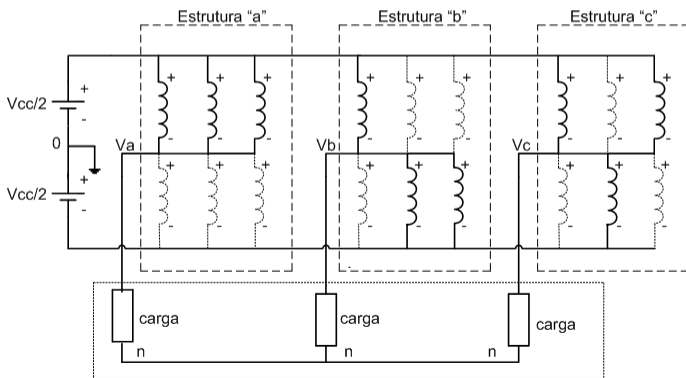 Estrutura “a”
Estrutura “b”
Estrutura “c”
+ + + + + + + + +
Vcc/2 +
-
- - - - - - - - -
0 Va Vb Vc
+ + + + + + + + +
Vcc/2 +
-
- - - - - - - - -
carga carga carga
n n n